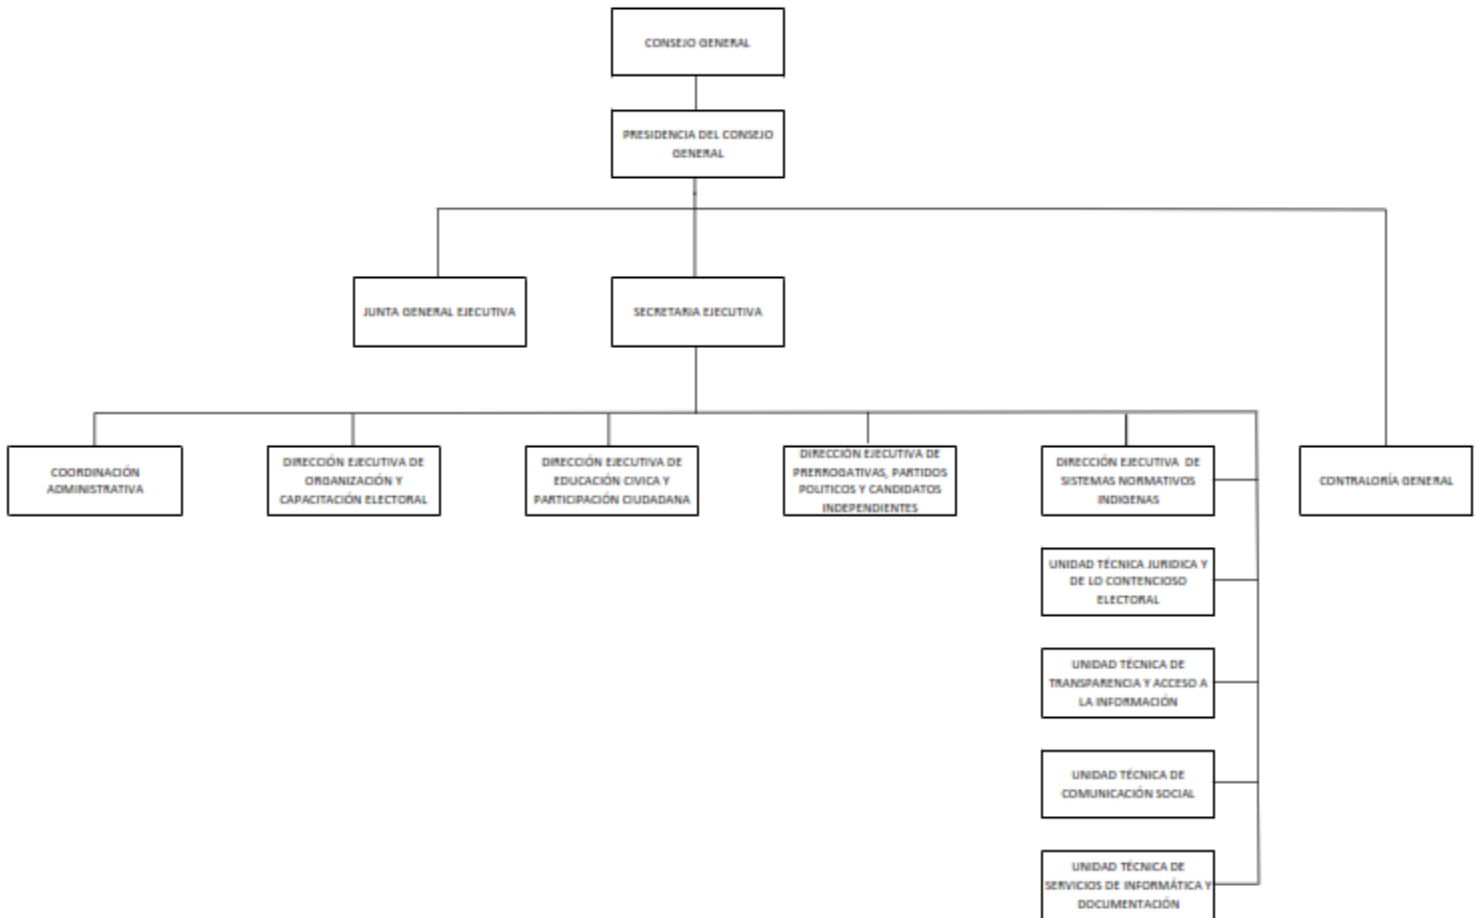 CONSEJO GENERAL
PRESIDENCIA DEL CONSEJO
GENERAL
JUNTA GENERAL EJECUTIVA
SECRETARIA EJECUTIVA
COORDINACIÓN
ADMINISTRATIVA
DIRECCIÓN EJECUTIVA DE
ORGANIZACIÓN Y
CAPACITACIÓN ELECTORAL
DIRECCIÓN EJECUTIVA DE
EDUCACIÓN CIVICA Y
PARTICIPACIÓN CIUDADANA
DIRECCIÓN EJECUTIVA DE
PRERROGATIVAS, PARTIDOS
POLITICOS Y CANDIDATOS
INDEPENDIENTES
DIRECCIÓN EJECUTIVA DE
SISTEMAS NORMATIVOS
INDIGENAS
CONTRALORÍA GENERAL
UNIDAD TÉCNICA JURIDICA Y
DE LO CONTENCIOSO
ELECTORAL
UNIDAD TÉCNICA DE
TRANSPARENCIA Y ACCESO A
LA INFORMACIÓN
UNIDAD TÉCNICA DE
COMUNICACIÓN SOCIAL
UNIDAD TÉCNICA DE
SERVICIOS DE INFORMÁTICA Y
DOCUMENTACIÓN